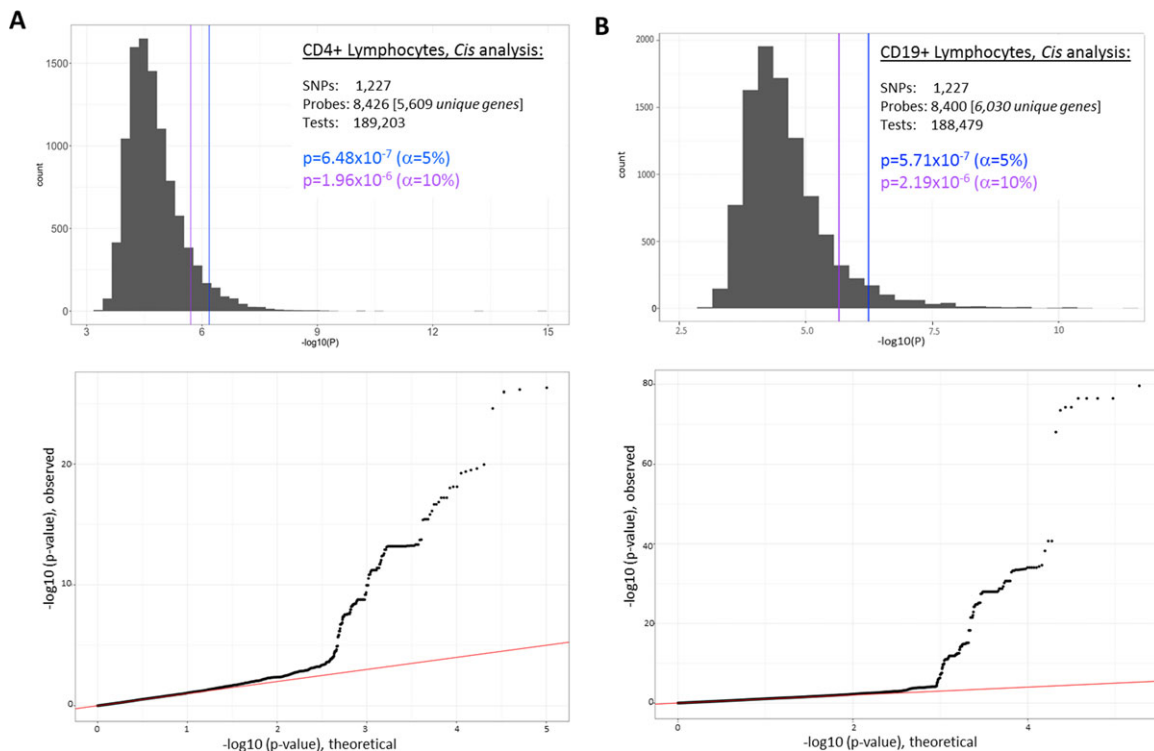 A
CD4+ Lymphocytes, Cis analysis:
SNPs: 1,227
Probes: 8,426 [5,609 unique genes]
Tests: 189,203
p=6.48x10⁻⁷ (α=5%)
p=1.96x10⁻⁶ (α=10%)
1500
1000
500
0
count
3
6
9
12
15
-log10(P)
B
CD19+ Lymphocytes, Cis analysis:
SNPs: 1,227
Probes: 8,400 [6,030 unique genes]
Tests: 188,479
p=5.71x10⁻⁷ (α=5%)
p=2.19x10⁻⁶ (α=10%)
2000
1500
1000
500
0
count
2.5
5.0
7.5
10
-log10(P)
20
10
0
-log10 (p-value), observed
0
1
2
3
4
5
-log10 (p-value), theoretical
80
60
40
20
0
-log10 (p-value), observed
0
2
4
-log10 (p-value), theoretical